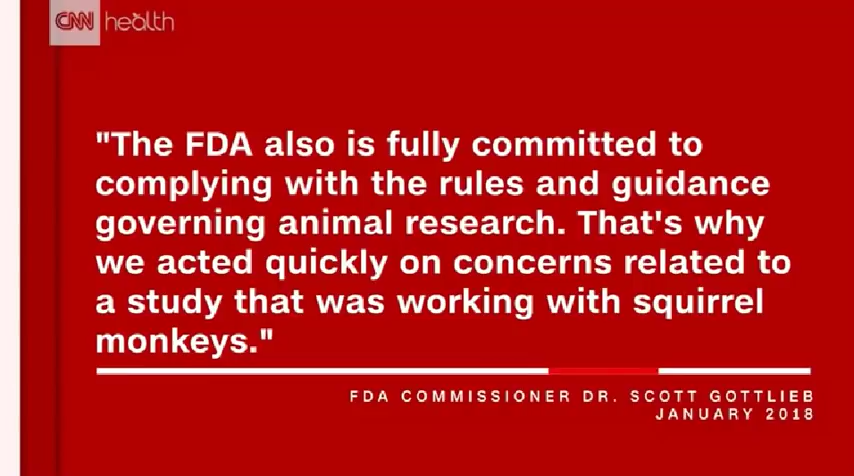 CNN health
"The FDA also is fully committed to
complying with the rules and guidance
governing animal research. That's why
we acted quickly on concerns related to
a study that was working with squirrel
monkeys."
FDA COMMISSIONER DR. SCOTT GOTTLIEB
JANUARY 2018